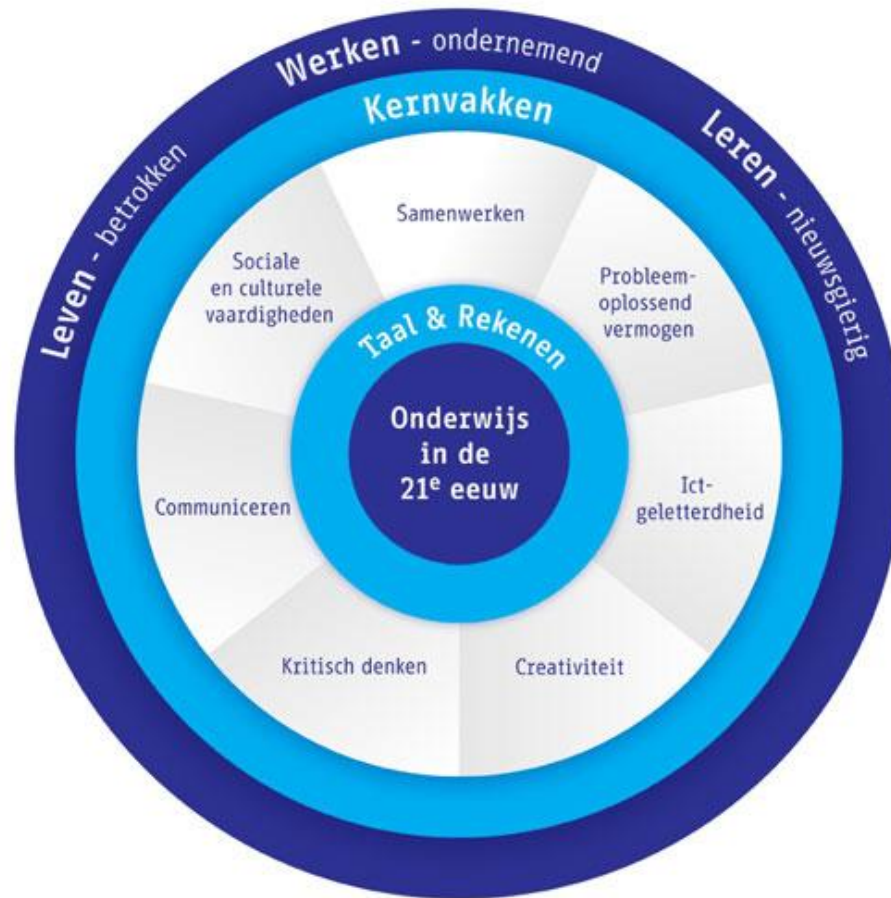 Werken - ondernemend
Leven - betrokken
Leren - nieuwsgierig
Kernvakken
Samenwerken
Sociale
en culturele
vaardigheden
Probleem-
oplossend
vermogen
Taal & Rekenen
Onderwijs
in de
21e eeuw
Communiceren
Ict-
geletterdheid
Kritisch denken
Creativiteit